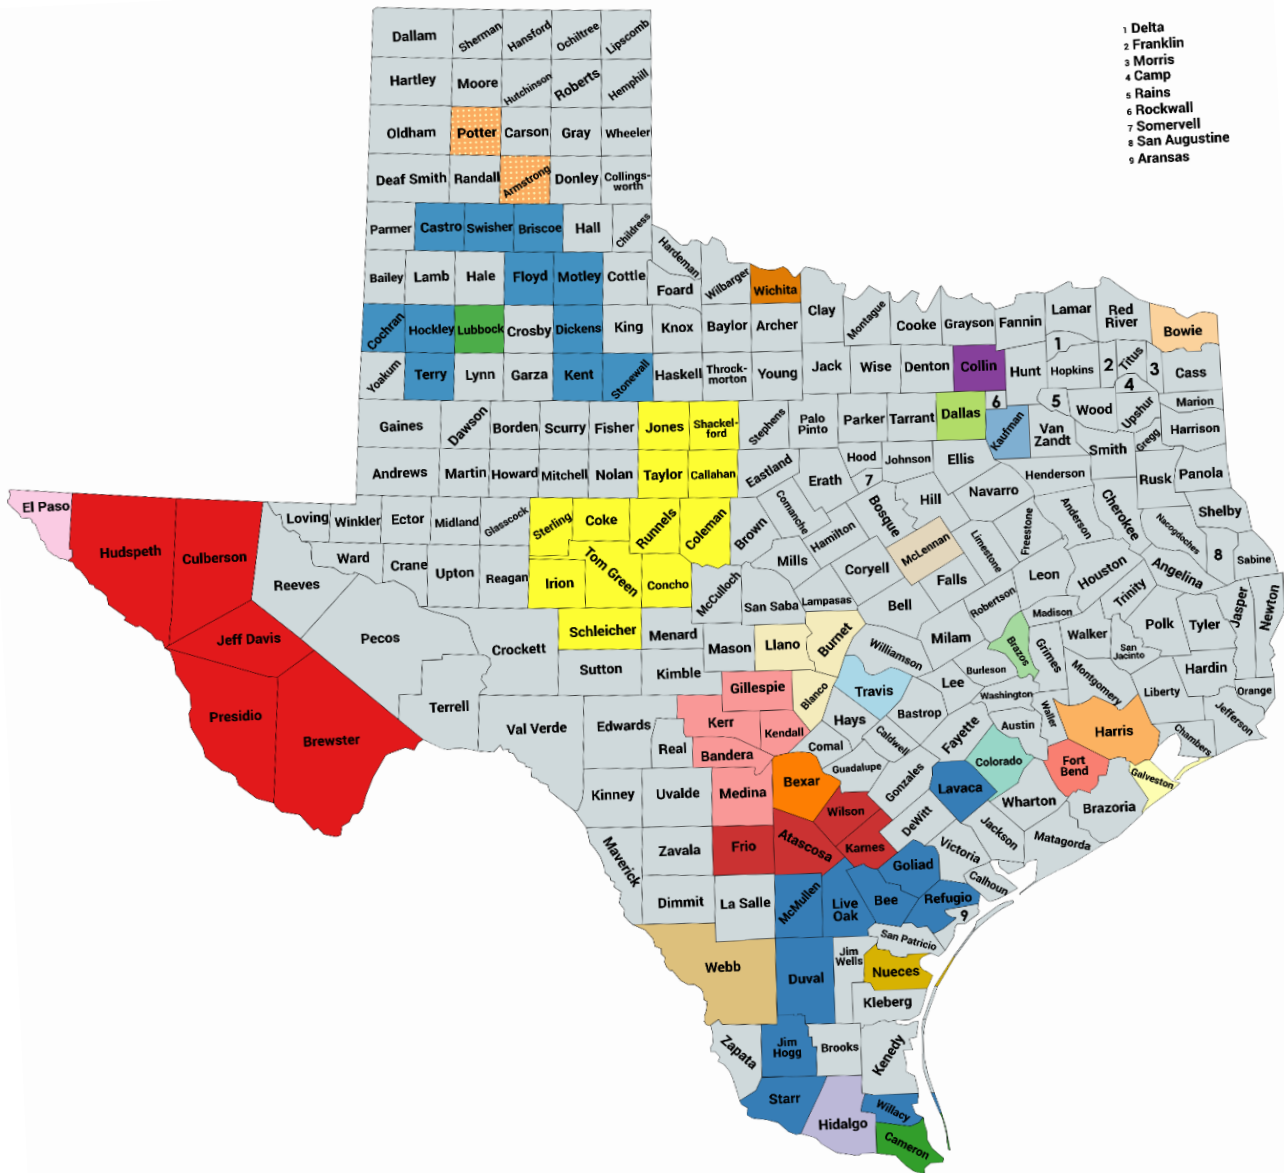 1 Delta
2 Franklin
3 Morris
4 Camp
5 Rains
6 Rockwall
7 Somervell
8 San Augustine
9 Aransas
Dallam
Sherman
Hansford
Ochiltree
Lipscomb
Hartley
Moore
Hutchinson
Roberts
Hemphill
Oldham
Potter
Carson
Gray
Wheeler
Deaf Smith
Randall
Armstrong
Donley
Collings-
worth
Parmer
Castro
Swisher
Briscoe
Hall
Childress
Bailey
Lamb
Hale
Floyd
Motley
Cottle
Hardeman
Foard
Wilbarger
Wichita
Cochran
Hockley
Lubbock
Crosby
Dickens
King
Knox
Baylor
Archer
Clay
Montague
Cooke
Grayson
Fannin
Lamar
Red
River
Bowie
1
Yoakum
Terry
Lynn
Garza
Kent
Stonewall
Haskell
Throck-
morton
Young
Jack
Wise
Denton
Collin
Hunt
Hopkins
2
Titus
3
Cass
4
Gaines
Dawson
Borden
Scurry
Fisher
Jones
Shackel-
ford
Stephens
Palo
Pinto
Parker
Tarrant
Dallas
6
Kaufman
5
Van
Zandt
Wood
Upshur
Marion
Harrison
Gregg
Smith
Andrews
Martin
Howard
Mitchell
Nolan
Taylor
Callahan
Eastland
Erath
Hood
7
Johnson
Ellis
Henderson
Rusk
Panola
El Paso
Hudspeth
Culberson
Loving
Winkler
Ector
Midland
Glasscock
Sterling
Coke
Runnels
Coleman
Brown
Comanche
Hamilton
Bosque
Hill
Navarro
Freestone
Anderson
Cherokee
Nacogdoches
Shelby
8
Sabine
Reeves
Ward
Crane
Upton
Reagan
Irion
Tom Green
Concho
McCulloch
Mills
Coryell
McLennan
Limestone
Falls
Leon
Houston
Angelina
Trinity
San Saba
Lampasas
Bell
Robertson
Madison
Jasper
Newton
Jeff Davis
Pecos
Crockett
Schleicher
Menard
Mason
Llano
Burnet
Williamson
Milam
Brazos
Grimes
Walker
San
Jacinto
Polk
Tyler
Presidio
Brewster
Terrell
Val Verde
Sutton
Kimble
Gillespie
Blanco
Travis
Lee
Burleson
Washington
Montgomery
Liberty
Hardin
Orange
Jefferson
Edwards
Real
Kerr
Kendall
Bandera
Hays
Comal
Caldwell
Bastrop
Fayette
Austin
Waller
Harris
Chambers
Kinney
Uvalde
Medina
Bexar
Guadalupe
Gonzales
Lavaca
Colorado
Fort
Bend
Galveston
Wharton
Brazoria
Maverick
Zavala
Frio
Atascosa
Wilson
Karnes
DeWitt
Victoria
Jackson
Matagorda
Dimmit
La Salle
McMullen
Live
Oak
Bee
Goliad
Refugio
Calhoun
9
Webb
Duval
Jim
Wells
San Patricio
Nueces
Kleberg
Zapata
Jim
Hogg
Brooks
Kenedy
Starr
Hidalgo
Willacy
Cameron